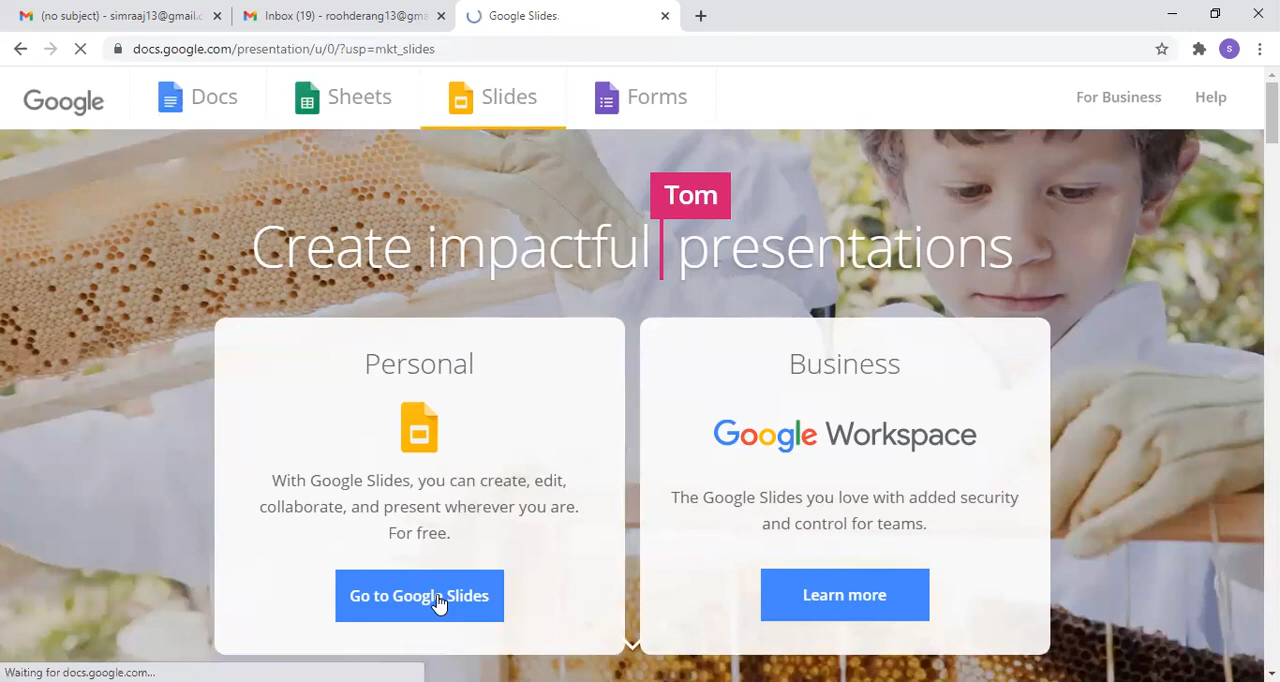 (no subject) - simraaj13@gmail.c
Inbox (19) - roohderang13@gma
Google Slides.
docs.google.com/presentation/u/0/?usp=mkt_slides
S
Google
Docs
Sheets
Slides
Forms
For Business
Help
Tom
Create impactful presentations
Personal
With Google Slides, you can create, edit,
collaborate, and present wherever you are.
For free.
Go to Google Slides
Business
Google Workspace
The Google Slides you love with added security
and control for teams.
Learn more
Waiting for docs.google.com...